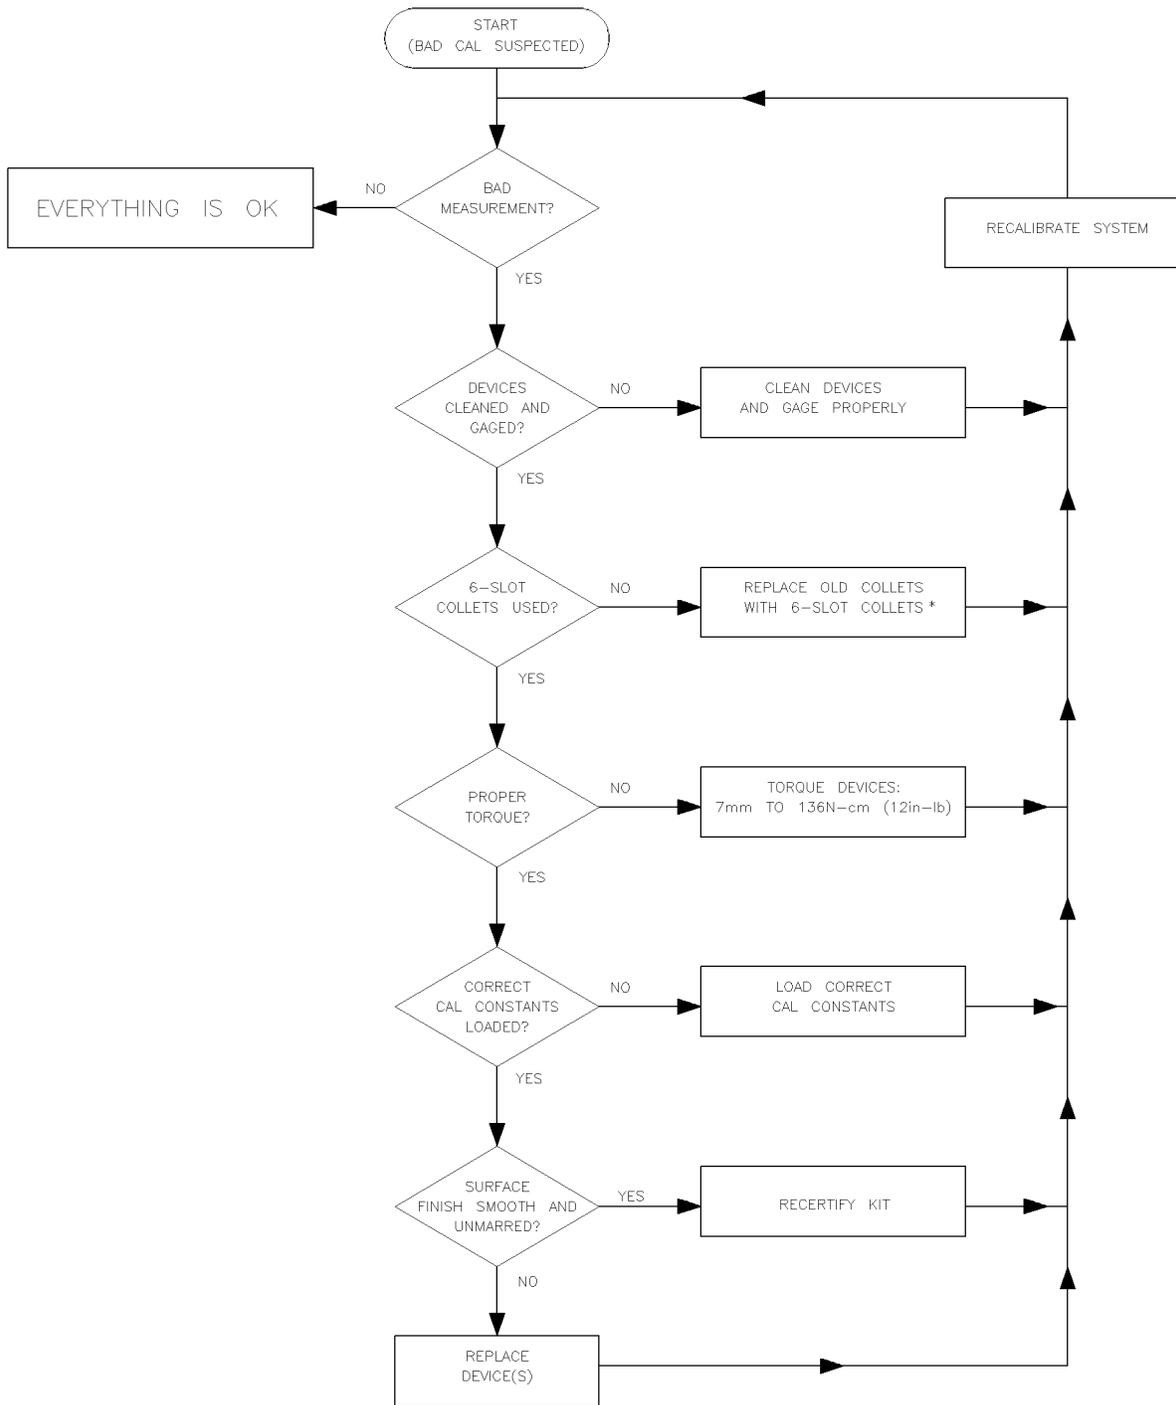 START
(BAD CAL SUSPECTED)
BAD
MEASUREMENT?
NO
EVERYTHING IS OK
RECALIBRATE SYSTEM
YES
DEVICES
CLEANED AND
GAGED?
NO
CLEAN DEVICES
AND GAGE PROPERLY
YES
6-SLOT
COLLETS USED?
NO
REPLACE OLD COLLETS
WITH 6-SLOT COLLETS *
YES
PROPER
TORQUE?
NO
TORQUE DEVICES:
7mm TO 136N-cm (12in-lb)
YES
CORRECT
CAL CONSTANTS
LOADED?
NO
LOAD CORRECT
CAL CONSTANTS
YES
SURFACE
FINISH SMOOTH AND
UNMARRED?
YES
RECERTIFY KIT
NO
REPLACE
DEVICE(S)